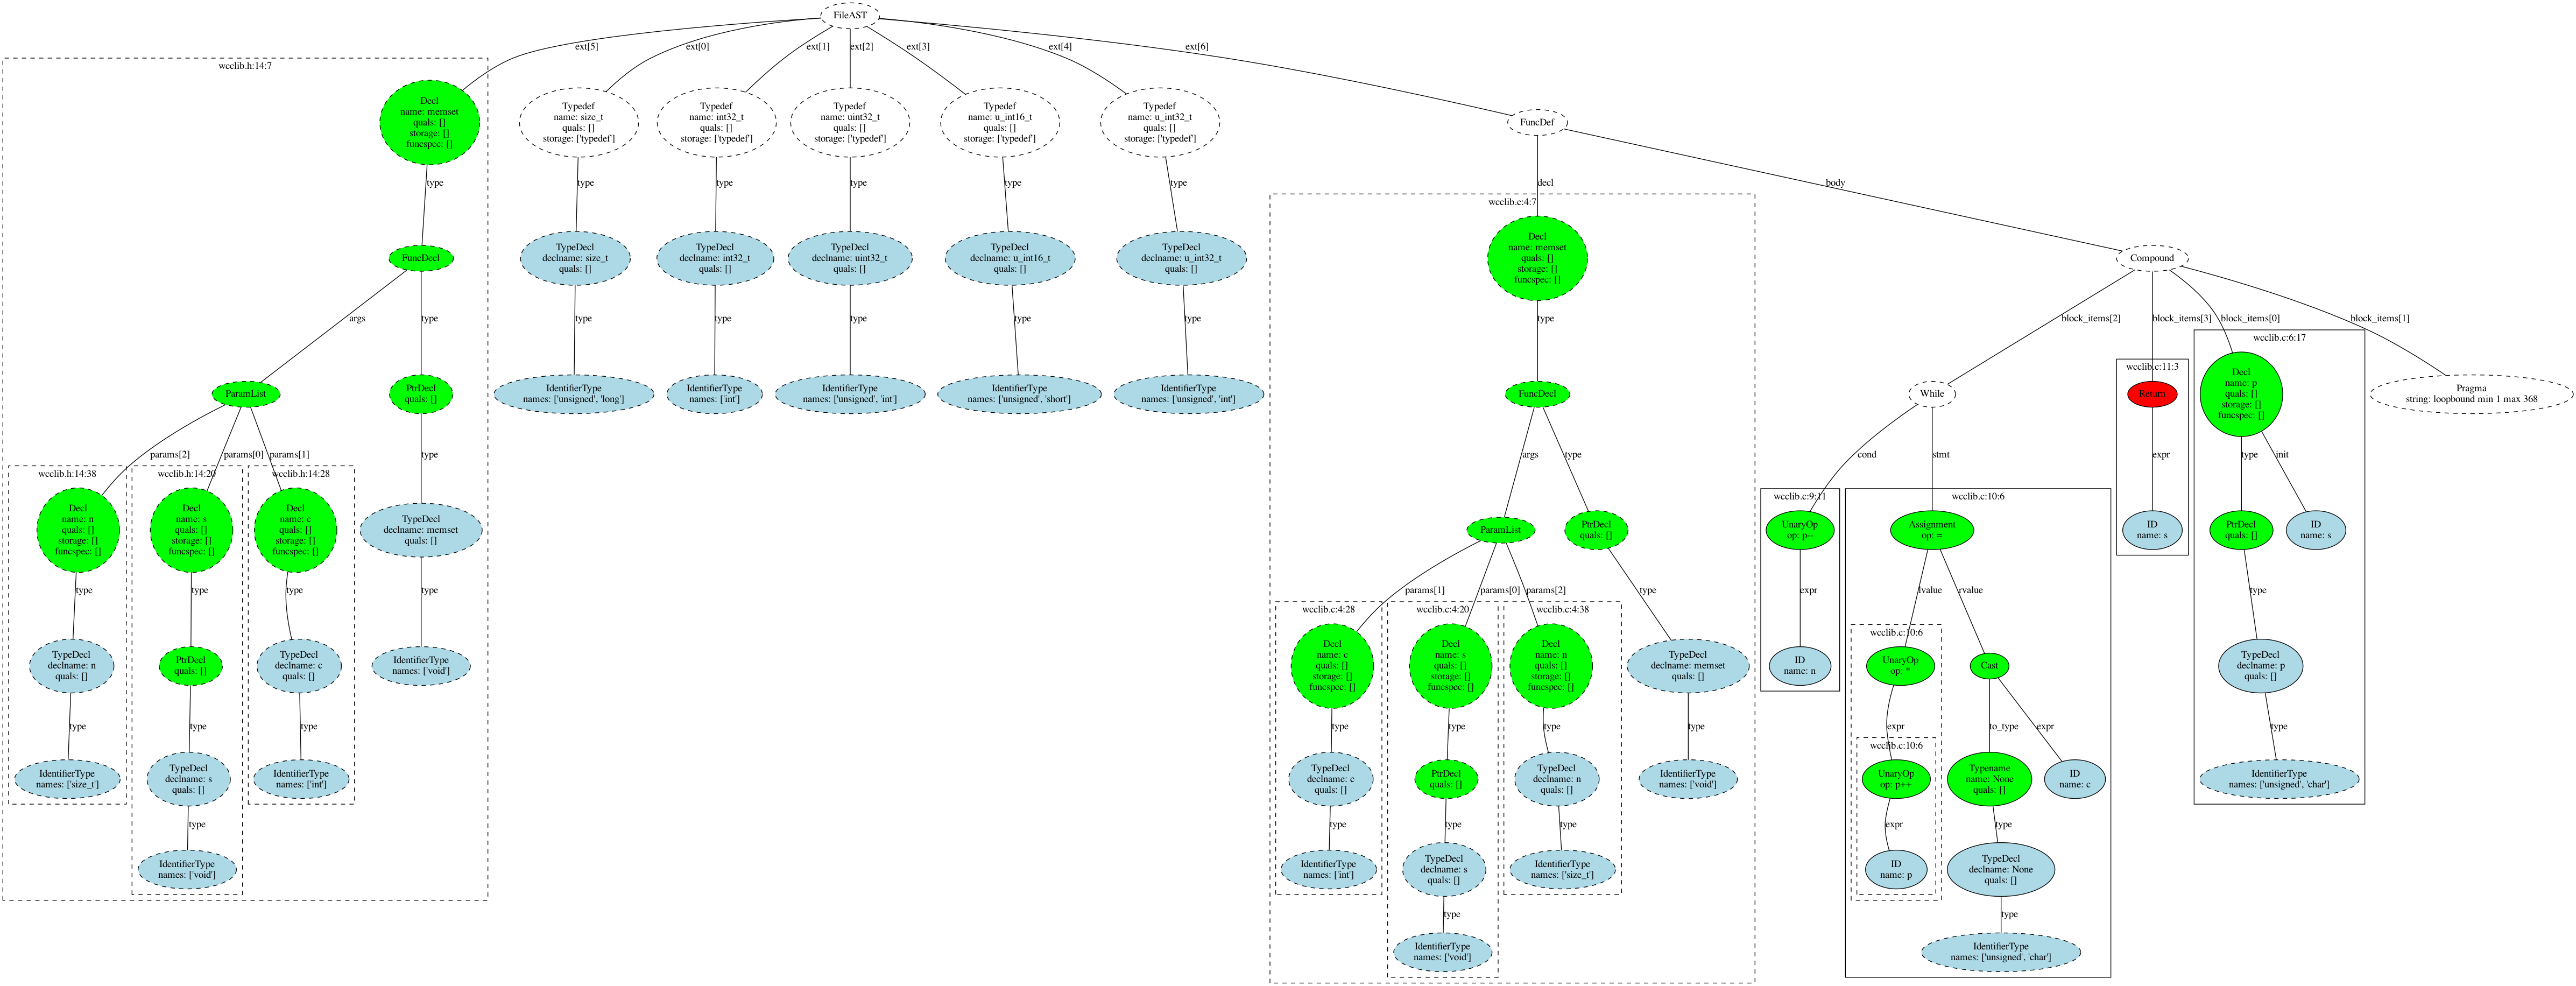 FileAST
ext[5]
ext[0]
ext[1]
ext[2]
ext[3]
ext[4]
ext[6]
wcclib.h:14:7
Decl
name: memset
quals: []
storage: []
funcspec: []
Typedef
name: size_t
quals: []
storage: ['typedef']
Typedef
name: int32_t
quals: []
storage: ['typedef']
Typedef
name: uint32_t
quals: []
storage: ['typedef']
Typedef
name: u_int16_t
quals: []
storage: ['typedef']
Typedef
name: u_int32_t
quals: []
storage: ['typedef']
FuncDef
type
type
type
type
type
type
decl
body
wcclib.c:4:7
FuncDecl
TypeDecl
declname: size_t
quals: []
TypeDecl
declname: int32_t
quals: []
TypeDecl
declname: uint32_t
quals: []
TypeDecl
declname: u_int16_t
quals: []
TypeDecl
declname: u_int32_t
quals: []
Decl
name: memset
quals: []
storage: []
funcspec: []
Compound
args
type
type
type
type
type
type
type
block_items[2]
block_items[3]
block_items[0]
block_items[1]
wcclib.c:11:3
wcclib.c:6:17
ParamList
PtrDecl
quals: []
IdentifierType
names: ['unsigned', 'long']
IdentifierType
names: ['int']
IdentifierType
names: ['unsigned', 'int']
IdentifierType
names: ['unsigned', 'short']
IdentifierType
names: ['unsigned', 'int']
FuncDecl
While
Return
Decl
name: p
quals: []
storage: []
funcspec: []
Pragma
string: loopbound min 1 max 368
params[2]
params[0]
params[1]
type
args
type
cond
stmt
expr
type
init
wcclib.h:14:38
wcclib.h:14:20
wcclib.h:14:28
wcclib.c:9:11
wcclib.c:10:6
Decl
name: n
quals: []
storage: []
funcspec: []
Decl
name: s
quals: []
storage: []
funcspec: []
Decl
name: c
quals: []
storage: []
funcspec: []
TypeDecl
declname: memset
quals: []
ParamList
PtrDecl
quals: []
UnaryOp
op: p--
Assignment
op: =
ID
name: s
PtrDecl
quals: []
ID
name: s
type
type
type
type
params[1]
params[0]
params[2]
type
expr
lvalue
rvalue
type
wcclib.c:4:28
wcclib.c:4:20
wcclib.c:4:38
wcclib.c:10:6
TypeDecl
declname: n
quals: []
PtrDecl
quals: []
TypeDecl
declname: c
quals: []
IdentifierType
names: ['void']
Decl
name: c
quals: []
storage: []
funcspec: []
Decl
name: s
quals: []
storage: []
funcspec: []
Decl
name: n
quals: []
storage: []
funcspec: []
TypeDecl
declname: memset
quals: []
ID
name: n
UnaryOp
op: *
Cast
TypeDecl
declname: p
quals: []
type
type
type
type
type
type
type
expr
to_type
expr
type
wcclib.c:10:6
IdentifierType
names: ['size_t']
TypeDecl
declname: s
quals: []
IdentifierType
names: ['int']
TypeDecl
declname: c
quals: []
PtrDecl
quals: []
TypeDecl
declname: n
quals: []
IdentifierType
names: ['void']
UnaryOp
op: p++
Typename
name: None
quals: []
ID
name: c
IdentifierType
names: ['unsigned', 'char']
type
type
type
type
expr
type
IdentifierType
names: ['void']
IdentifierType
names: ['int']
TypeDecl
declname: s
quals: []
IdentifierType
names: ['size_t']
ID
name: p
TypeDecl
declname: None
quals: []
type
type
IdentifierType
names: ['void']
IdentifierType
names: ['unsigned', 'char']